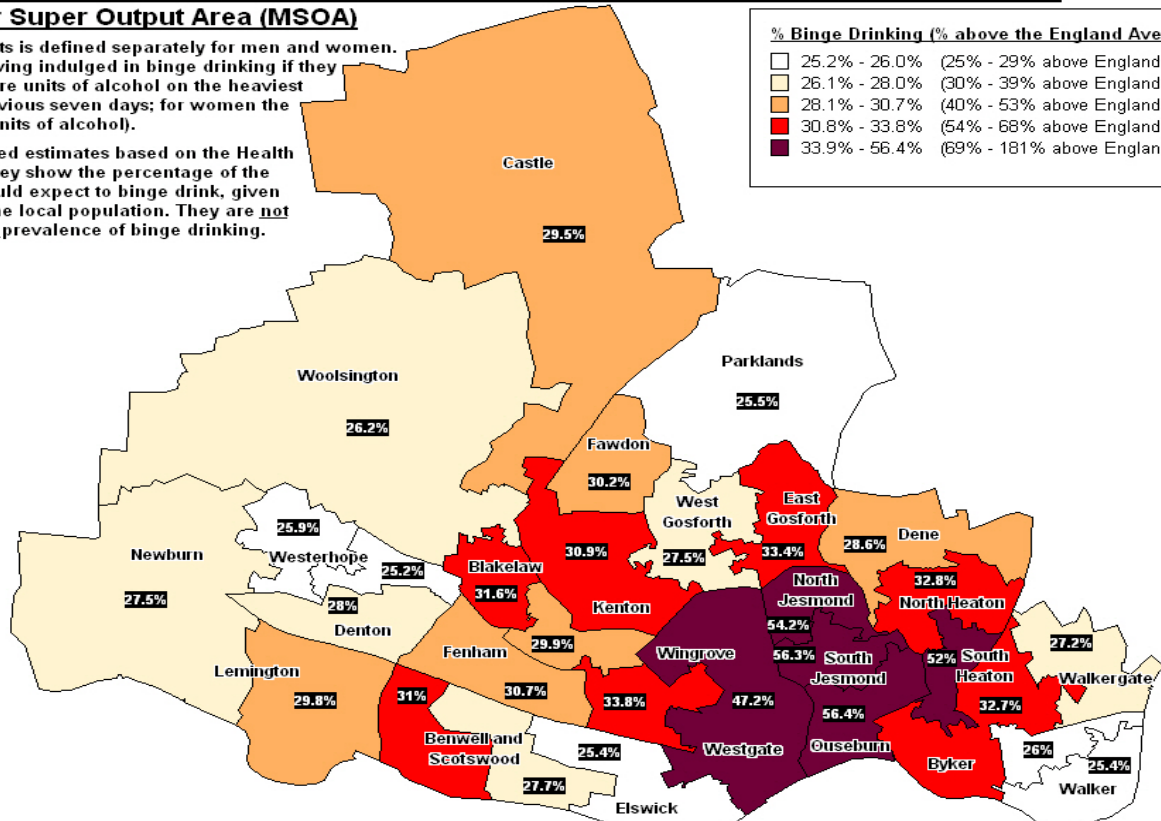 Super Output Area (MSOA)
ts is defined separately for men and women.
ving indulged in binge drinking if they
re units of alcohol on the heaviest
vious seven days; for women the
nits of alcohol).
ed estimates based on the Health
ey show the percentage of the
uld expect to binge drink, given
e local population. They are not
prevalence of binge drinking.
% Binge Drinking (% above the England Ave
25.2% - 26.0% (25% - 29% above England
26.1% - 28.0% (30% - 39% above England
28.1% - 30.7% (40% - 53% above England
30.8% - 33.8% (54% - 68% above England
33.9% - 56.4% (69% - 181% above Englan
Castle
29.5%
Parklands
25.5%
Woolsington
26.2%
Fawdon
30.2%
West
Gosforth
27.5%
East
Gosforth
33.4%
Dene
28.6%
25.9%
Westerhope
25.2%
Newburn
27.5%
28%
Denton
Blakelaw
31.6%
30.9%
Kenton
North
Jesmond
54.2%
32.8%
North Heaton
56.3%
South
Jesmond
52%
South
Heaton
32.7%
27.2%
Walkergate
Fenham
29.9%
30.7%
Wingrove
47.2%
33.8%
Lemington
29.8%
31%
Benwell and
Scotswood
27.7%
25.4%
Elswick
Westgate
56.4%
Ouseburn
Byker
26%
25.4%
Walker